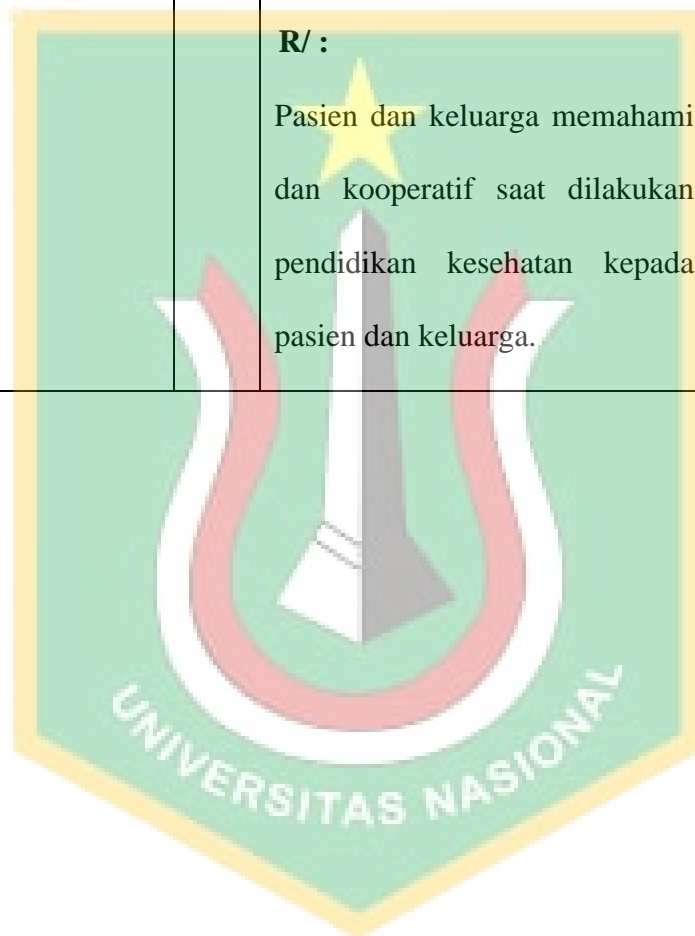 R/ :
Pasien dan keluarga memahami
dan kooperatif saat dilakukan
pendidikan kesehatan kepada
pasien dan keluarga.
UNIVERSITAS NASIONAL